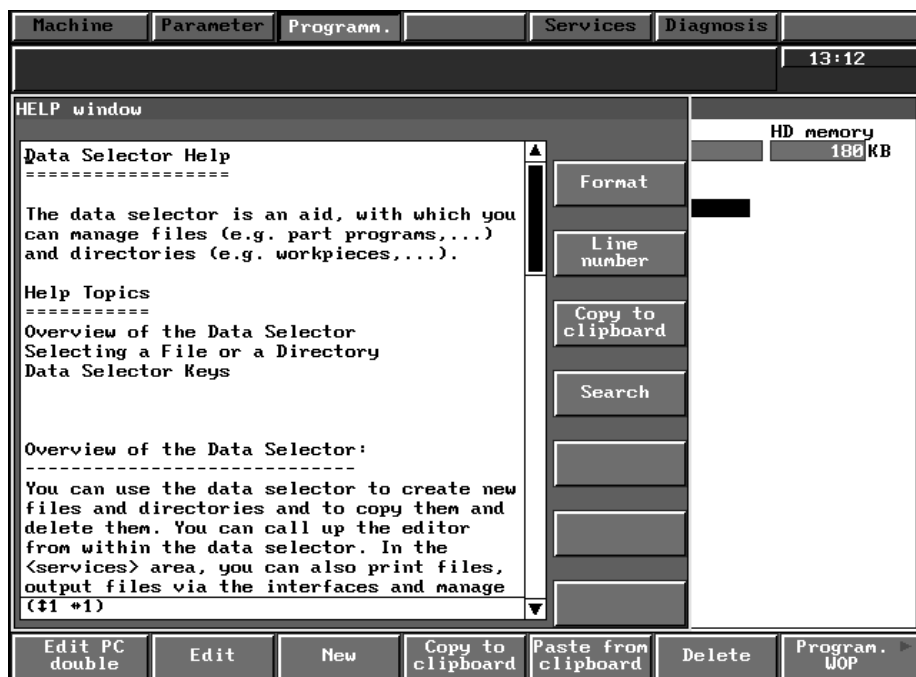 Machine Parameter Programm. Services Diagnosis
13:12
HELP window
HD memory
180 KB
Data Selector Help
==================
The data selector is an aid, with which you
can manage files (e.g. part programs,...)
and directories (e.g. workpieces,...).
Help Topics
===========
Overview of the Data Selector
Selecting a File or a Directory
Data Selector Keys
Overview of the Data Selector:
-----------------------------
You can use the data selector to create new
files and directories and to copy them and
delete them. You can call up the editor
from within the data selector. In the
<services> area, you can also print files,
output files via the interfaces and manage
(↕1 ↔1)
Format
Line
number
Copy to
clipboard
Search
Edit PC
double
Edit
New
Copy to
clipboard
Paste from
clipboard
Delete
Program.
WOP